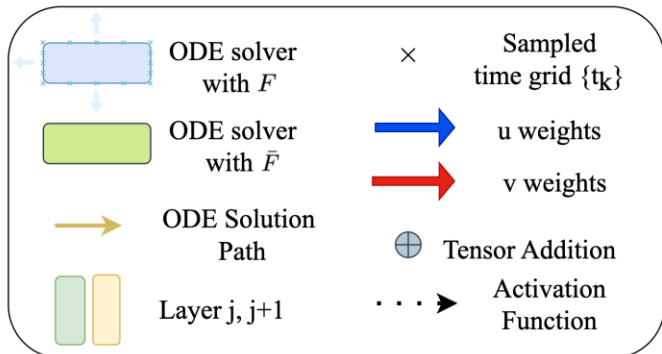 ODE solver
with F
×
Sampled
time grid {tk}
ODE solver
with F̄
u weights
v weights
ODE Solution
Path
Tensor Addition
Layer j, j+1
Activation
Function